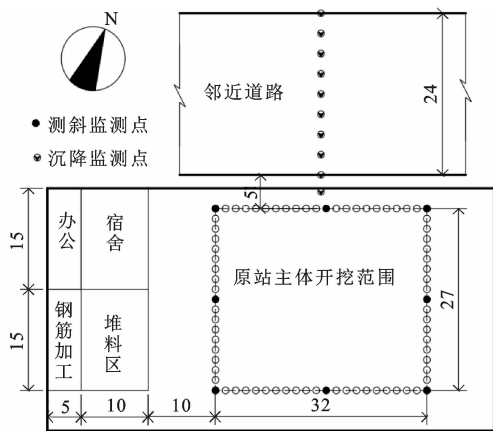 N
测斜监测点
沉降监测点
邻近道路
24
5
15
15
办公
宿舍
钢筋加工
堆料区
原站主体开挖范围
27
5
10
10
32